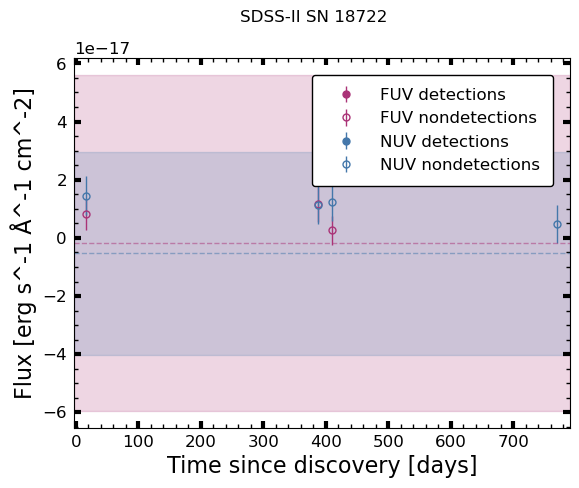 SDSS-II SN 18722
1e−17
6
4
2
0
−2
−4
−6
Flux [erg s^-1 Å^-1 cm^-2]
FUV detections
FUV nondetections
NUV detections
NUV nondetections
0 100 200 300 400 500 600 700
Time since discovery [days]